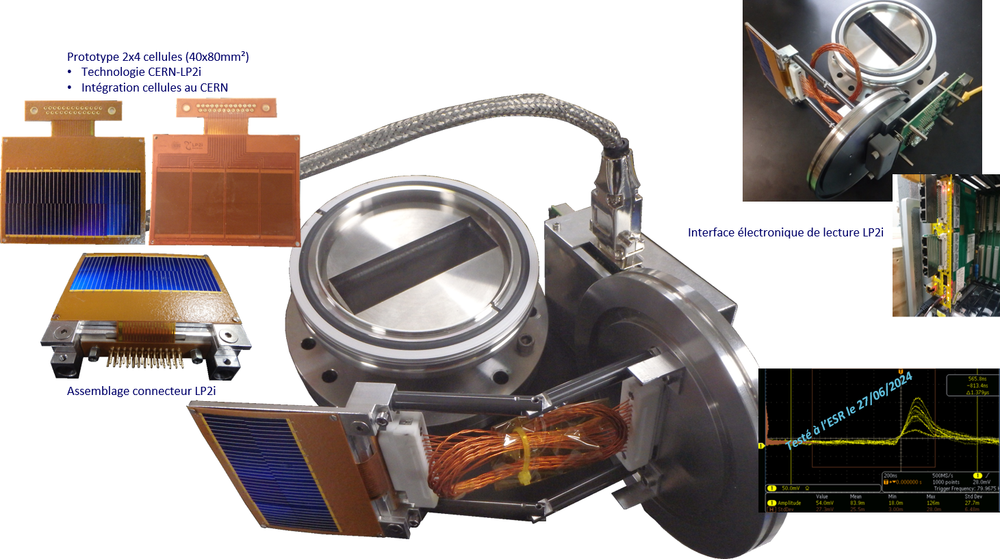 Prototype 2x4 cellules (40x80mm²)
• Technologie CERN-LP2i
• Intégration cellules au CERN
LP2i
Assemblage connecteur LP2i
Interface électronique de lecture LP2i
Testé à l'ESR le 27/06/2024
565.8ns
-813.4ns
Δ1.379µs
1
1 50.0mV Ω
200ns
0.000000 s
500MS/s
1000 points
1
28.0mV
Trigger Frequency: 79.9675
Value Mean Min Max Std Dev
1 Amplitude 54.0mV 83.9m 18.0m 126m 27.7m
H StdDev 27.3mV 25.5m 3.00m 28.0m 6.48m